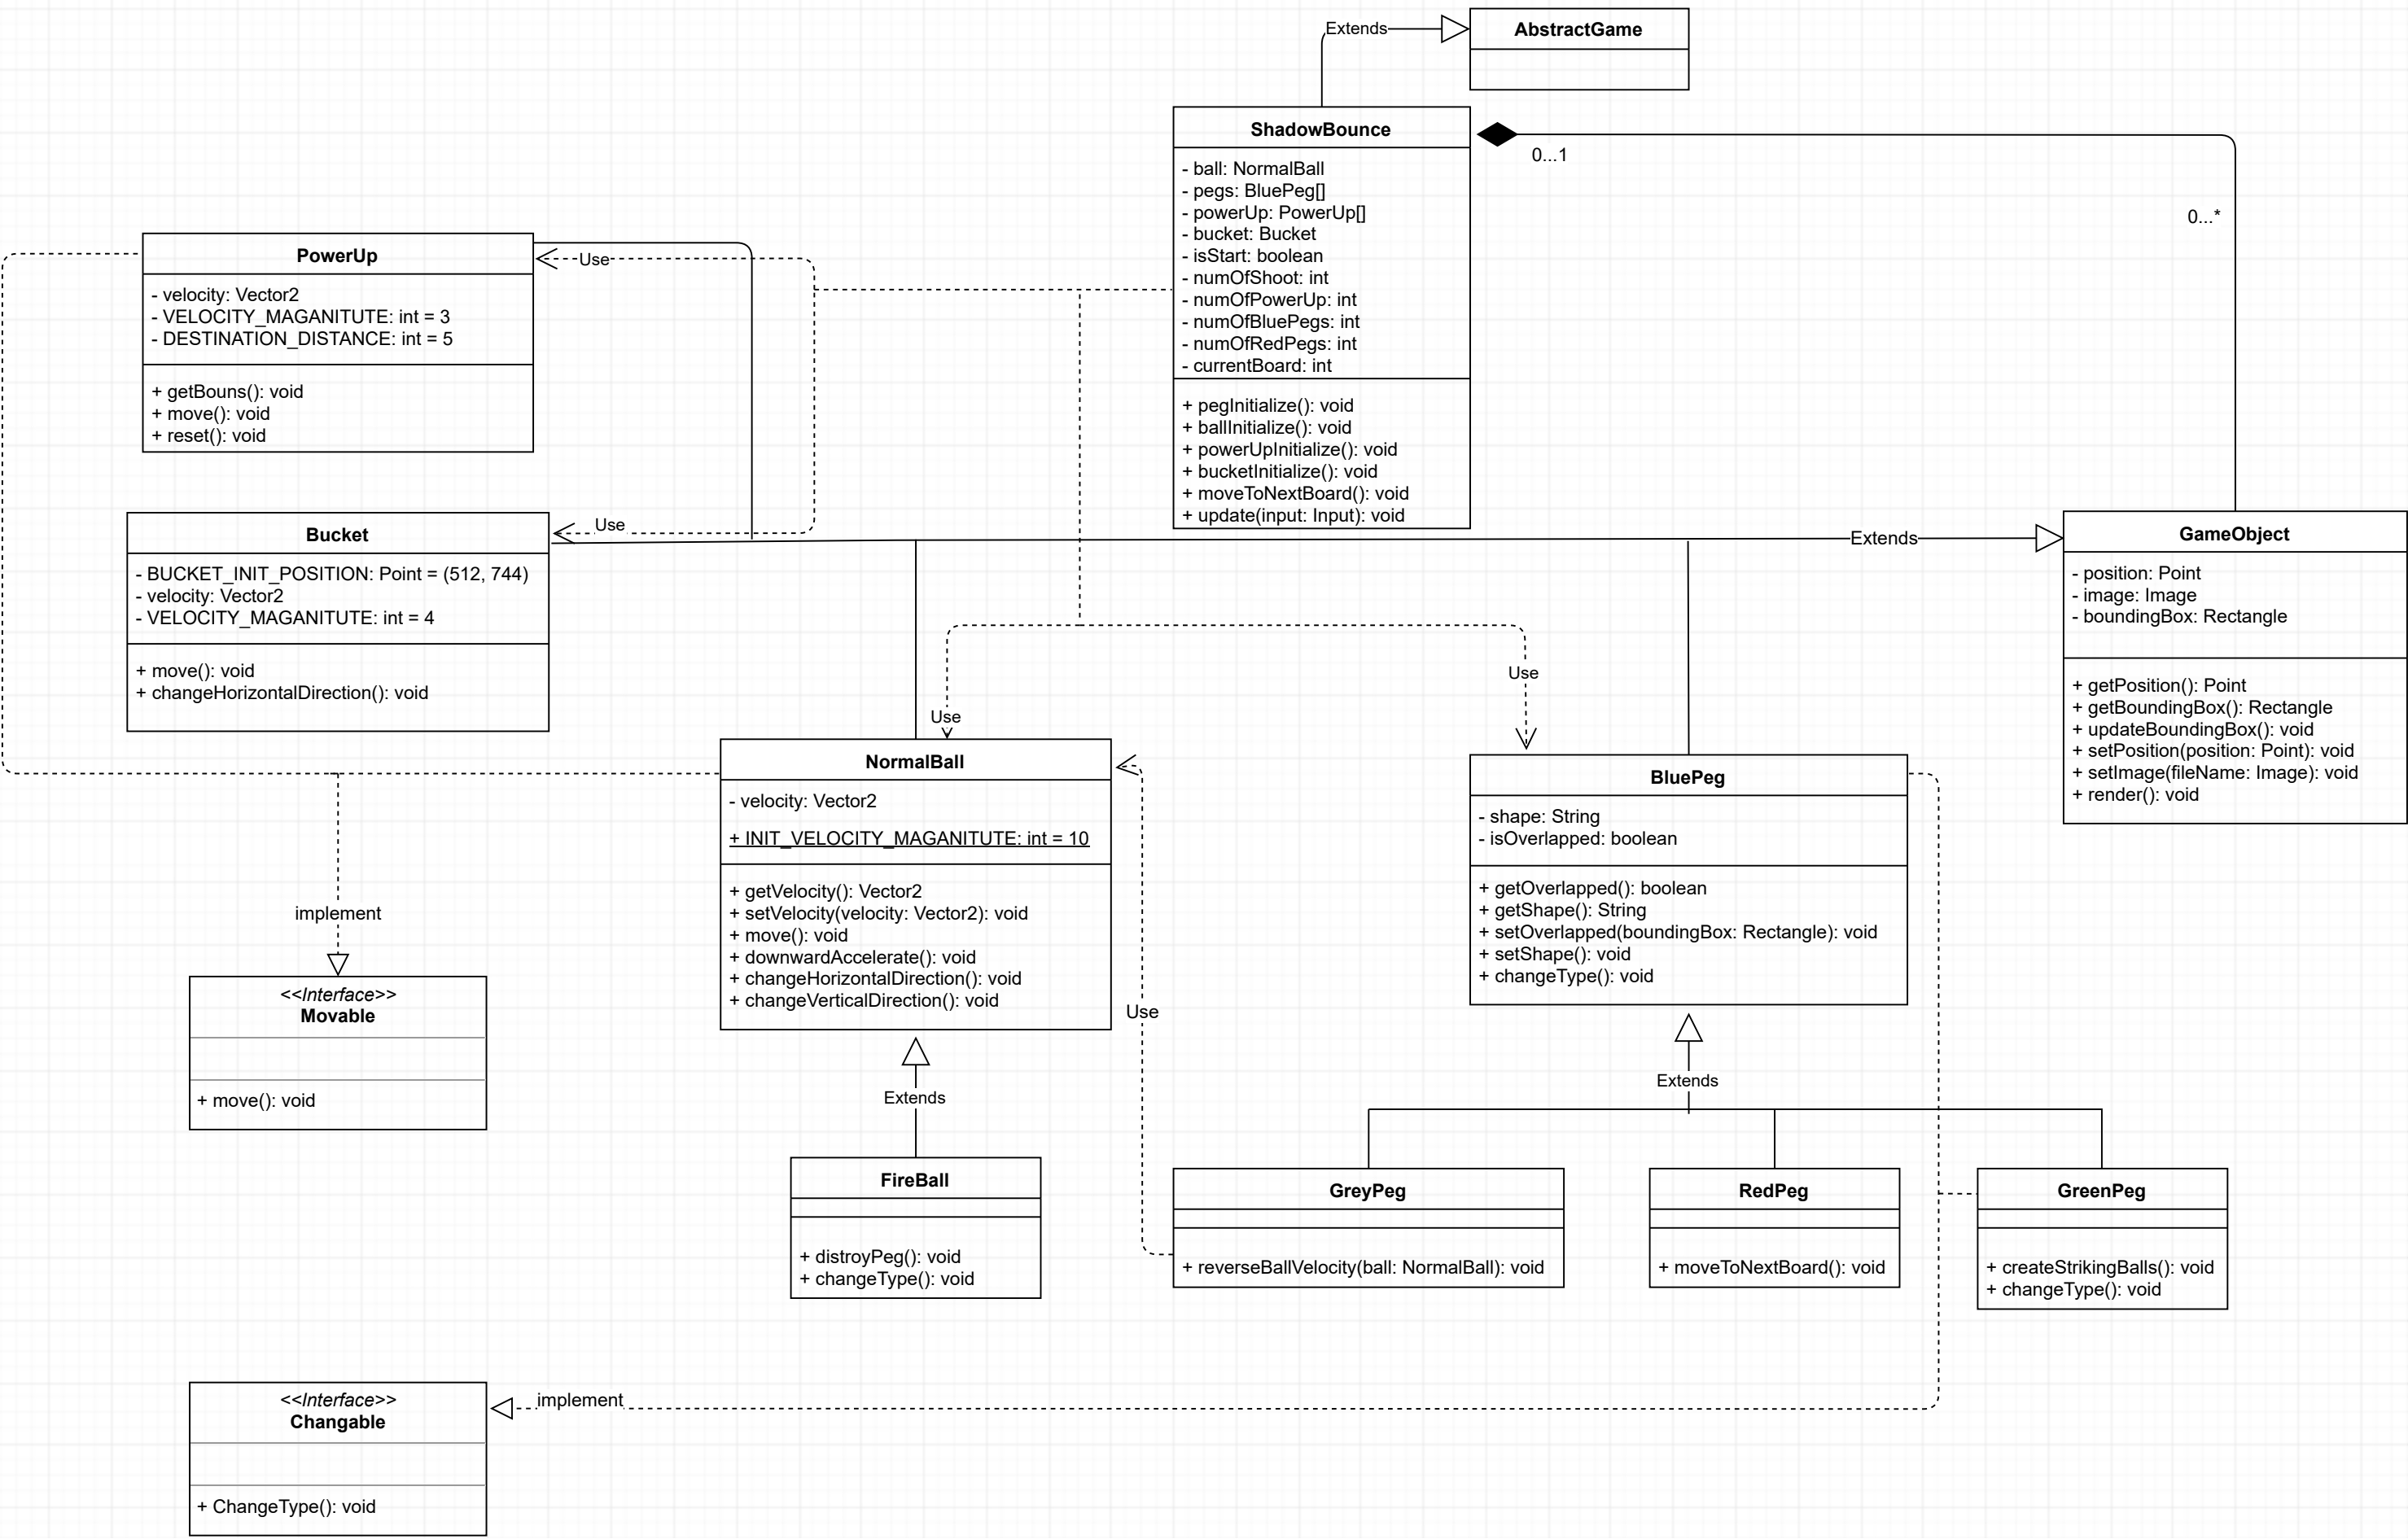 Extends
AbstractGame
ShadowBounce
- ball: NormalBall
- pegs: BluePeg[]
- powerUp: PowerUp[]
- bucket: Bucket
- isStart: boolean
- numOfShoot: int
- numOfPowerUp: int
- numOfBluePegs: int
- numOfRedPegs: int
- currentBoard: int
+ pegInitialize(): void
+ ballInitialize(): void
+ powerUpInitialize(): void
+ bucketInitialize(): void
+ moveToNextBoard(): void
+ update(input: Input): void
0...1
0...*
PowerUp
- velocity: Vector2
- VELOCITY_MAGANITUTE: int = 3
- DESTINATION_DISTANCE: int = 5
+ getBouns(): void
+ move(): void
+ reset(): void
Use
Bucket
- BUCKET_INIT_POSITION: Point = (512, 744)
- velocity: Vector2
- VELOCITY_MAGANITUTE: int = 4
+ move(): void
+ changeHorizontalDirection(): void
Use
Extends
GameObject
- position: Point
- image: Image
- boundingBox: Rectangle
+ getPosition(): Point
+ getBoundingBox(): Rectangle
+ updateBoundingBox(): void
+ setPosition(position: Point): void
+ setImage(fileName: Image): void
+ render(): void
Use
Use
NormalBall
- velocity: Vector2
+ INIT_VELOCITY_MAGANITUTE: int = 10
+ getVelocity(): Vector2
+ setVelocity(velocity: Vector2): void
+ move(): void
+ downwardAccelerate(): void
+ changeHorizontalDirection(): void
+ changeVerticalDirection(): void
BluePeg
- shape: String
- isOverlapped: boolean
+ getOverlapped(): boolean
+ getShape(): String
+ setOverlapped(boundingBox: Rectangle): void
+ setShape(): void
+ changeType(): void
implement
<<Interface>>
Movable
+ move(): void
Use
Extends
Extends
FireBall
+ distroyPeg(): void
+ changeType(): void
GreyPeg
+ reverseBallVelocity(ball: NormalBall): void
RedPeg
+ moveToNextBoard(): void
GreenPeg
+ createStrikingBalls(): void
+ changeType(): void
<<Interface>>
Changable
+ ChangeType(): void
implement